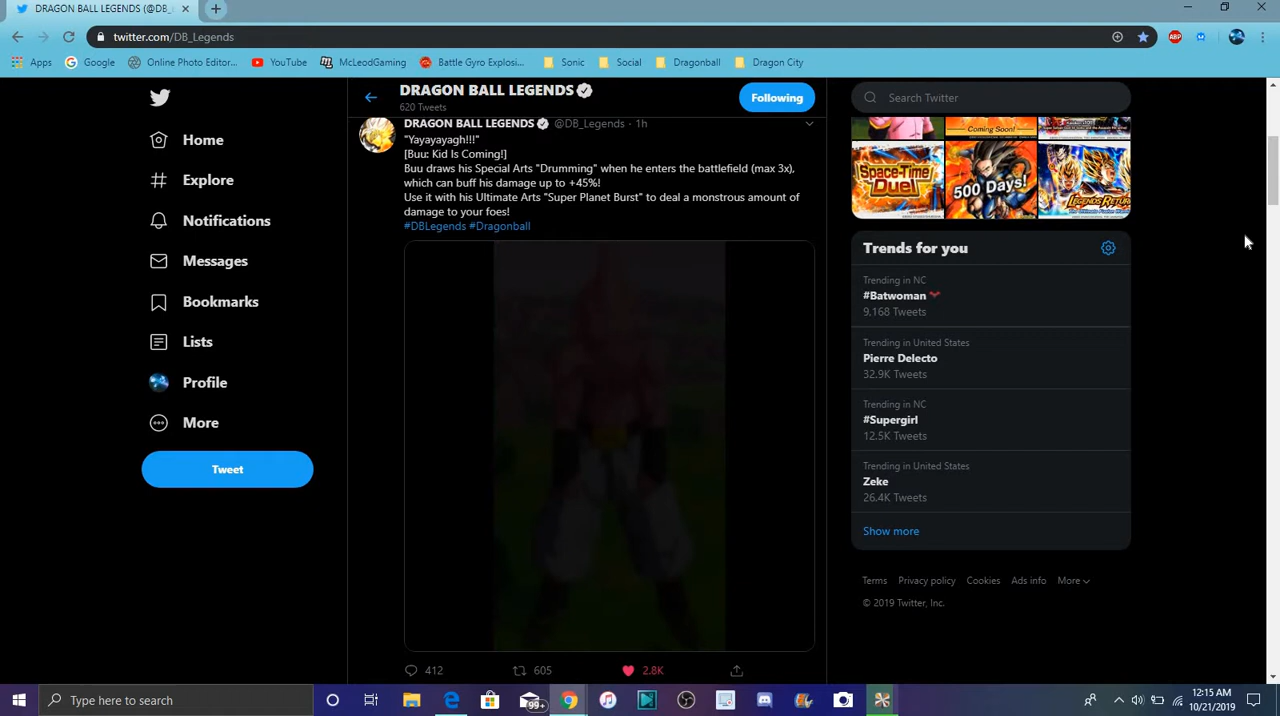 DRAGON BALL LEGENDS (@DB_L
twitter.com/DB_Legends
ABP
Apps
Google
Online Photo Editor...
YouTube
McLeodGaming
Battle Gyro Explosi...
Sonic
Social
Dragonball
Dragon City
Home
Explore
Notifications
Messages
Bookmarks
Lists
Profile
More
Tweet
DRAGON BALL LEGENDS
620 Tweets
Following
DRAGON BALL LEGENDS @DB_Legends · 1h
"Yayayayagh!!!"
[Buu: Kid Is Coming!]
Buu draws his Special Arts "Drumming" when he enters the battlefield (max 3x),
which can buff his damage up to +45%!
Use it with his Ultimate Arts "Super Planet Burst" to deal a monstrous amount of
damage to your foes!
#DBLegends #Dragonball
412
605
2.8K
Search Twitter
Coming Soon!
Space-Time
Duel
500 Days!
LEGENDS RETURN
Trends for you
Trending in NC
#Batwoman
9,168 Tweets
Trending in United States
Pierre Delecto
32.9K Tweets
Trending in NC
#Supergirl
12.5K Tweets
Trending in United States
Zeke
26.4K Tweets
Show more
Terms Privacy policy Cookies Ads info More
© 2019 Twitter, Inc.
Type here to search
99+
:15 AM
10/21/2019